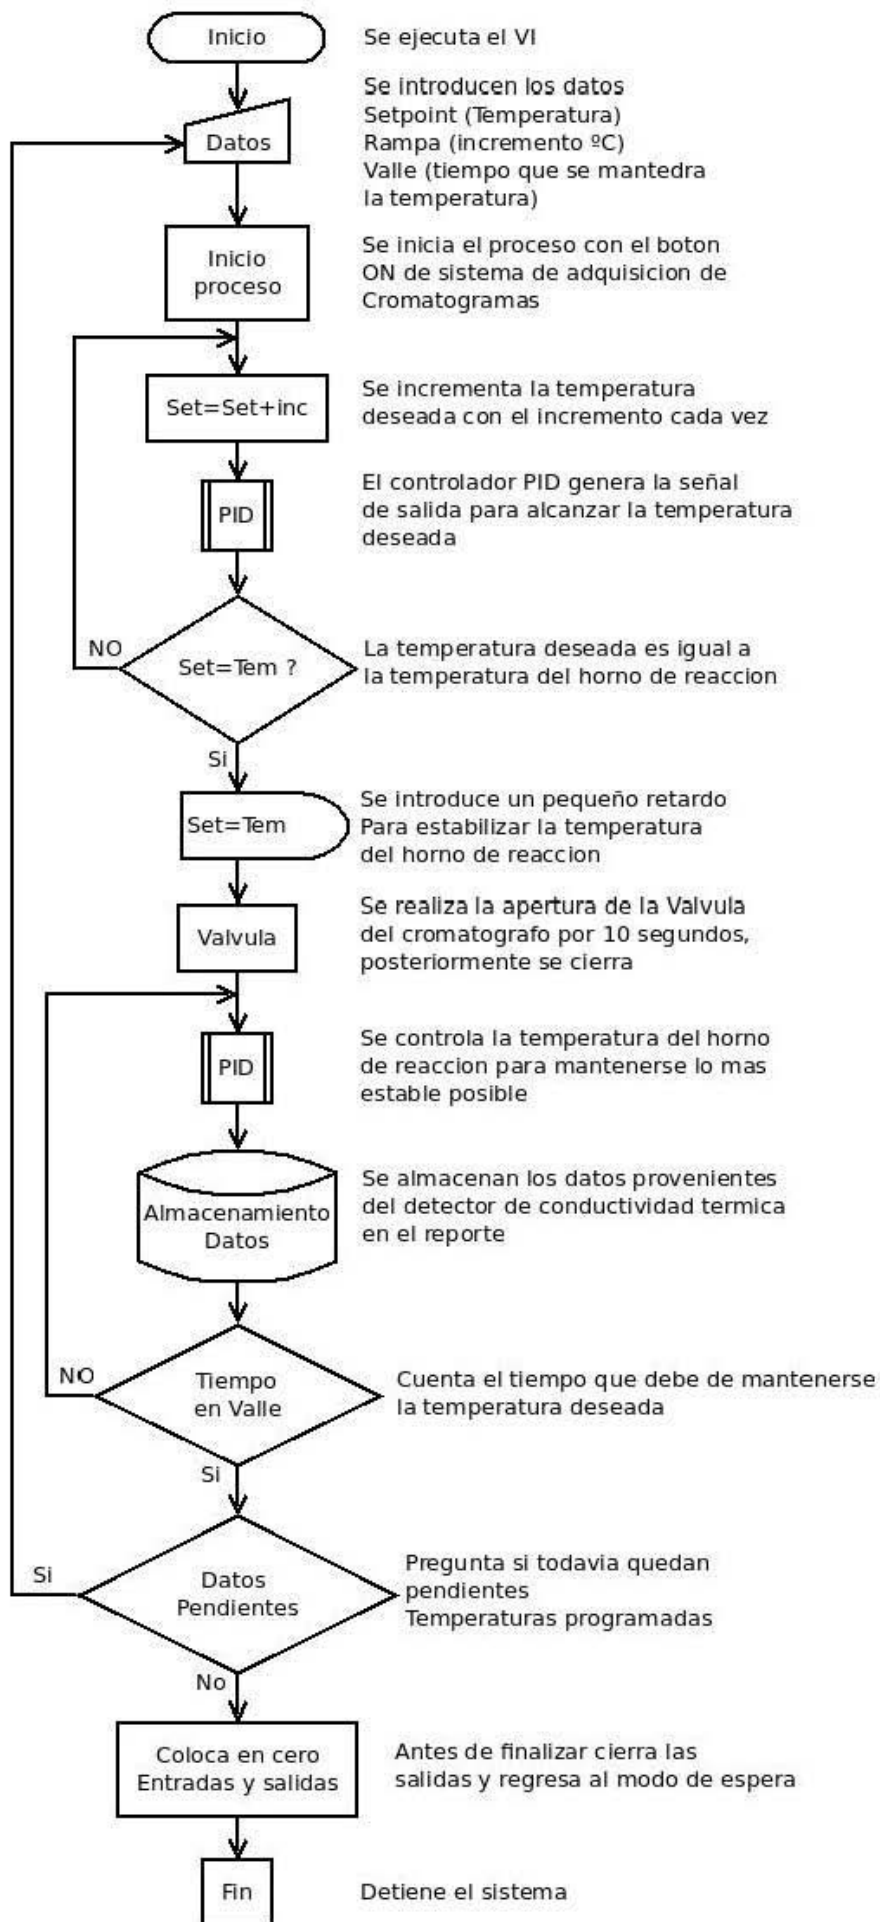 Inicio
Se ejecuta el VI
Se introducen los datos
Setpoint (Temperatura)
Rampa (incremento ºC)
Valle (tiempo que se mantedra
la temperatura)
Datos
Se inicia el proceso con el boton
ON de sistema de adquisicion de
Cromatogramas
Inicio
proceso
Se incrementa la temperatura
deseada con el incremento cada vez
Set=Set+inc
El controlador PID genera la señal
de salida para alcanzar la temperatura
deseada
PID
NO
Set=Tem ?
La temperatura deseada es igual a
la temperatura del horno de reaccion
Si
Set=Tem
Se introduce un pequeño retardo
Para estabilizar la temperatura
del horno de reaccion
Valvula
Se realiza la apertura de la Valvula
del cromatografo por 10 segundos,
posteriormente se cierra
PID
Se controla la temperatura del horno
de reaccion para mantenerse lo mas
estable posible
Almacenamiento
Datos
Se almacenan los datos provenientes
del detector de conductividad termica
en el reporte
NO
Tiempo
en Valle
Cuenta el tiempo que debe de mantenerse
la temperatura deseada
Si
Si
Datos
Pendientes
Pregunta si todavia quedan
pendientes
Temperaturas programadas
No
Coloca en cero
Entradas y salidas
Antes de finalizar cierra las
salidas y regresa al modo de espera
Fin
Detiene el sistema